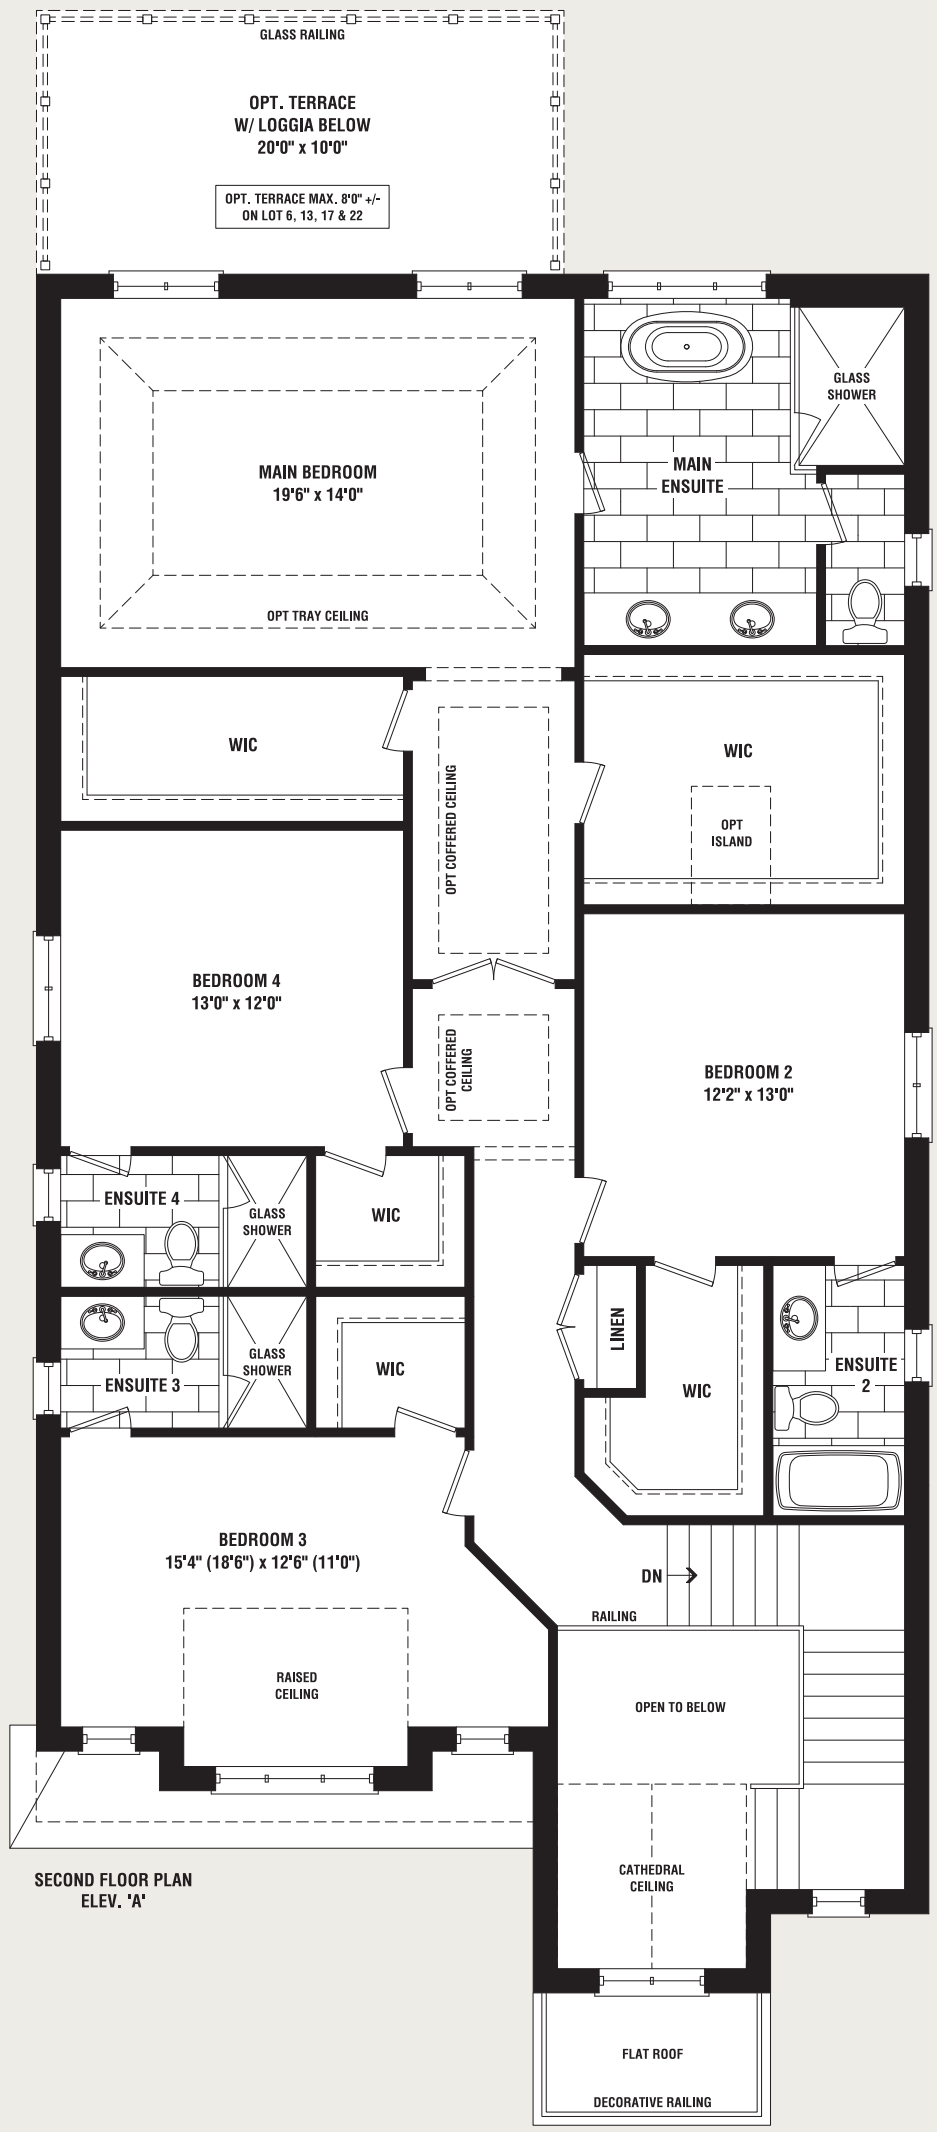 GLASS RAILING
OPT. TERRACE
W/ LOGGIA BELOW
20'0" x 10'0"
OPT. TERRACE MAX. 8'0" +/-
ON LOT 6, 13, 17 & 22
GLASS
SHOWER
MAIN BEDROOM
19'6" x 14'0"
MAIN
ENSUITE
OPT TRAY CEILING
WIC
OPT COFFERED CEILING
WIC
OPT
ISLAND
BEDROOM 4
13'0" x 12'0"
OPT COFFERED
CEILING
BEDROOM 2
12'2" x 13'0"
ENSUITE 4
GLASS
SHOWER
WIC
LINEN
GLASS
SHOWER
ENSUITE 3
WIC
WIC
ENSUITE
2
BEDROOM 3
15'4" (18'6") x 12'6" (11'0")
DN
RAILING
RAISED
CEILING
OPEN TO BELOW
SECOND FLOOR PLAN
ELEV. 'A'
CATHEDRAL
CEILING
FLAT ROOF
DECORATIVE RAILING